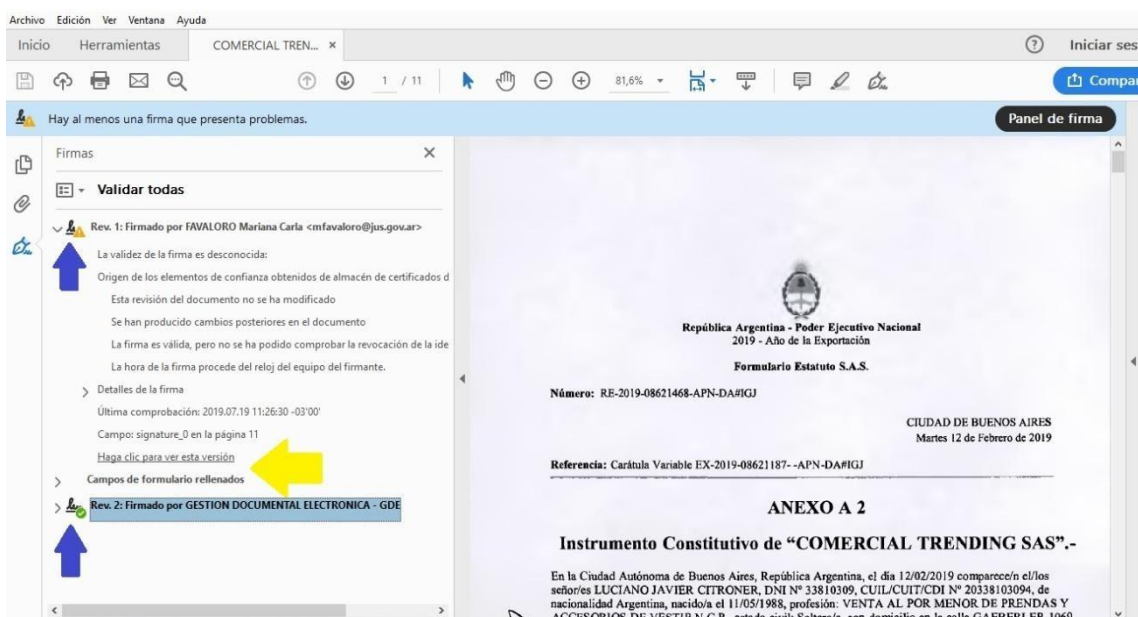 Archivo Edición Ver Ventana Ayuda
Inicio Herramientas COMERCIAL TREN... × ? Iniciar ses
1 / 11 81,6% Compar
Hay al menos una firma que presenta problemas. Panel de firma
Firmas ×
Validar todas
Rev. 1: Firmado por FAVALORO Mariana Carla <mfavaloro@jus.gov.ar>
La validez de la firma es desconocida:
Origen de los elementos de confianza obtenidos de almacén de certificados d
Esta revisión del documento no se ha modificado
Se han producido cambios posteriores en el documento
La firma es válida, pero no se ha podido comprobar la revocación de la ide
La hora de la firma procede del reloj del equipo del firmante.
Detalles de la firma
Última comprobación: 2019.07.19 11:26:30 -03'00'
Campo: signature_0 en la página 11
Haga clic para ver esta versión
Campos de formulario rellenados
Rev. 2: Firmado por GESTION DOCUMENTAL ELECTRONICA - GDE
República Argentina - Poder Ejecutivo Nacional
2019 - Año de la Exportación
Formulario Estatuto S.A.S.
Número: RE-2019-08621468-APN-DA#IGJ
CIUDAD DE BUENOS AIRES
Martes 12 de Febrero de 2019
Referencia: Carátula Variable EX-2019-08621187- -APN-DA#IGJ
ANEXO A 2
Instrumento Constitutivo de “COMERCIAL TRENDING SAS”.-
En la Ciudad Autónoma de Buenos Aires, República Argentina, el día 12/02/2019 comparece/n el/los
señor/es LUCIANO JAVIER CITRONER, DNI Nº 33810309, CUIL/CUIT/CDI Nº 20338103094, de
nacionalidad Argentina, nacido/a el 11/05/1988, profesión: VENTA AL POR MENOR DE PRENDAS Y
ACCESORIOS DE VESTIR N.C.P., estado civil: Soltero/a, con domicilio en la calle